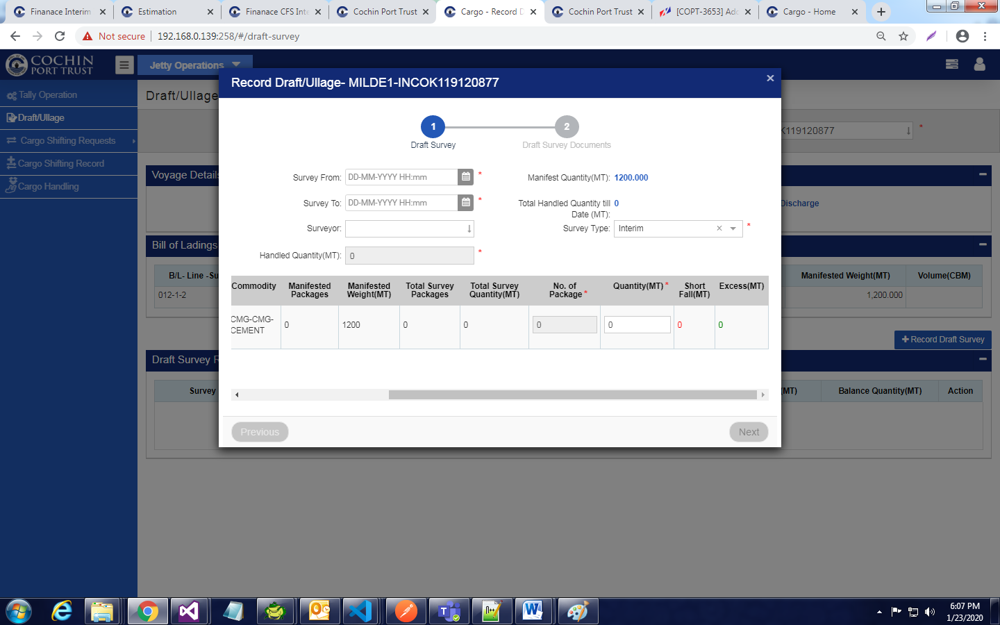 Finanace Interim
Estimation
Finanace CFS Inte
Cochin Port Trust
Cargo - Record D
Cochin Port Trust
[COPT-3653] Add
Cargo - Home
Not secure
192.168.0.139:258/#/draft-survey
COCHIN
PORT TRUST
Jetty Operations
Tally Operation
Draft/Ullage
Cargo Shifting Requests
Cargo Shifting Record
Cargo Handling
Draft/Ullage
K119120877 *
Voyage Details
Discharge
Bill of Ladings
B/L- Line -Su
Manifested Weight(MT)
Volume(CBM)
012-1-2
1,200.000
Record Draft Survey
Draft Survey R
Survey
(MT)
Balance Quantity(MT)
Action
Record Draft/Ullage- MILDE1-INCOK119120877
×
1
2
Draft Survey
Draft Survey Documents
Survey From: DD-MM-YYYY HH:mm *
Manifest Quantity(MT): 1200.000
Survey To: DD-MM-YYYY HH:mm *
Total Handled Quantity till 0
Date (MT):
Surveyor:
Survey Type: Interim × *
Handled Quantity(MT): 0 *
Commodity
Manifested
Packages
Manifested
Weight(MT)
Total Survey
Packages
Total Survey
Quantity(MT)
No. of
Package *
Quantity(MT) *
Short
Fall(MT)
Excess(MT)
CMG-CMG-
CEMENT
0
1200
0
0
0
0
0
0
Previous
Next
6:07 PM
1/23/2020